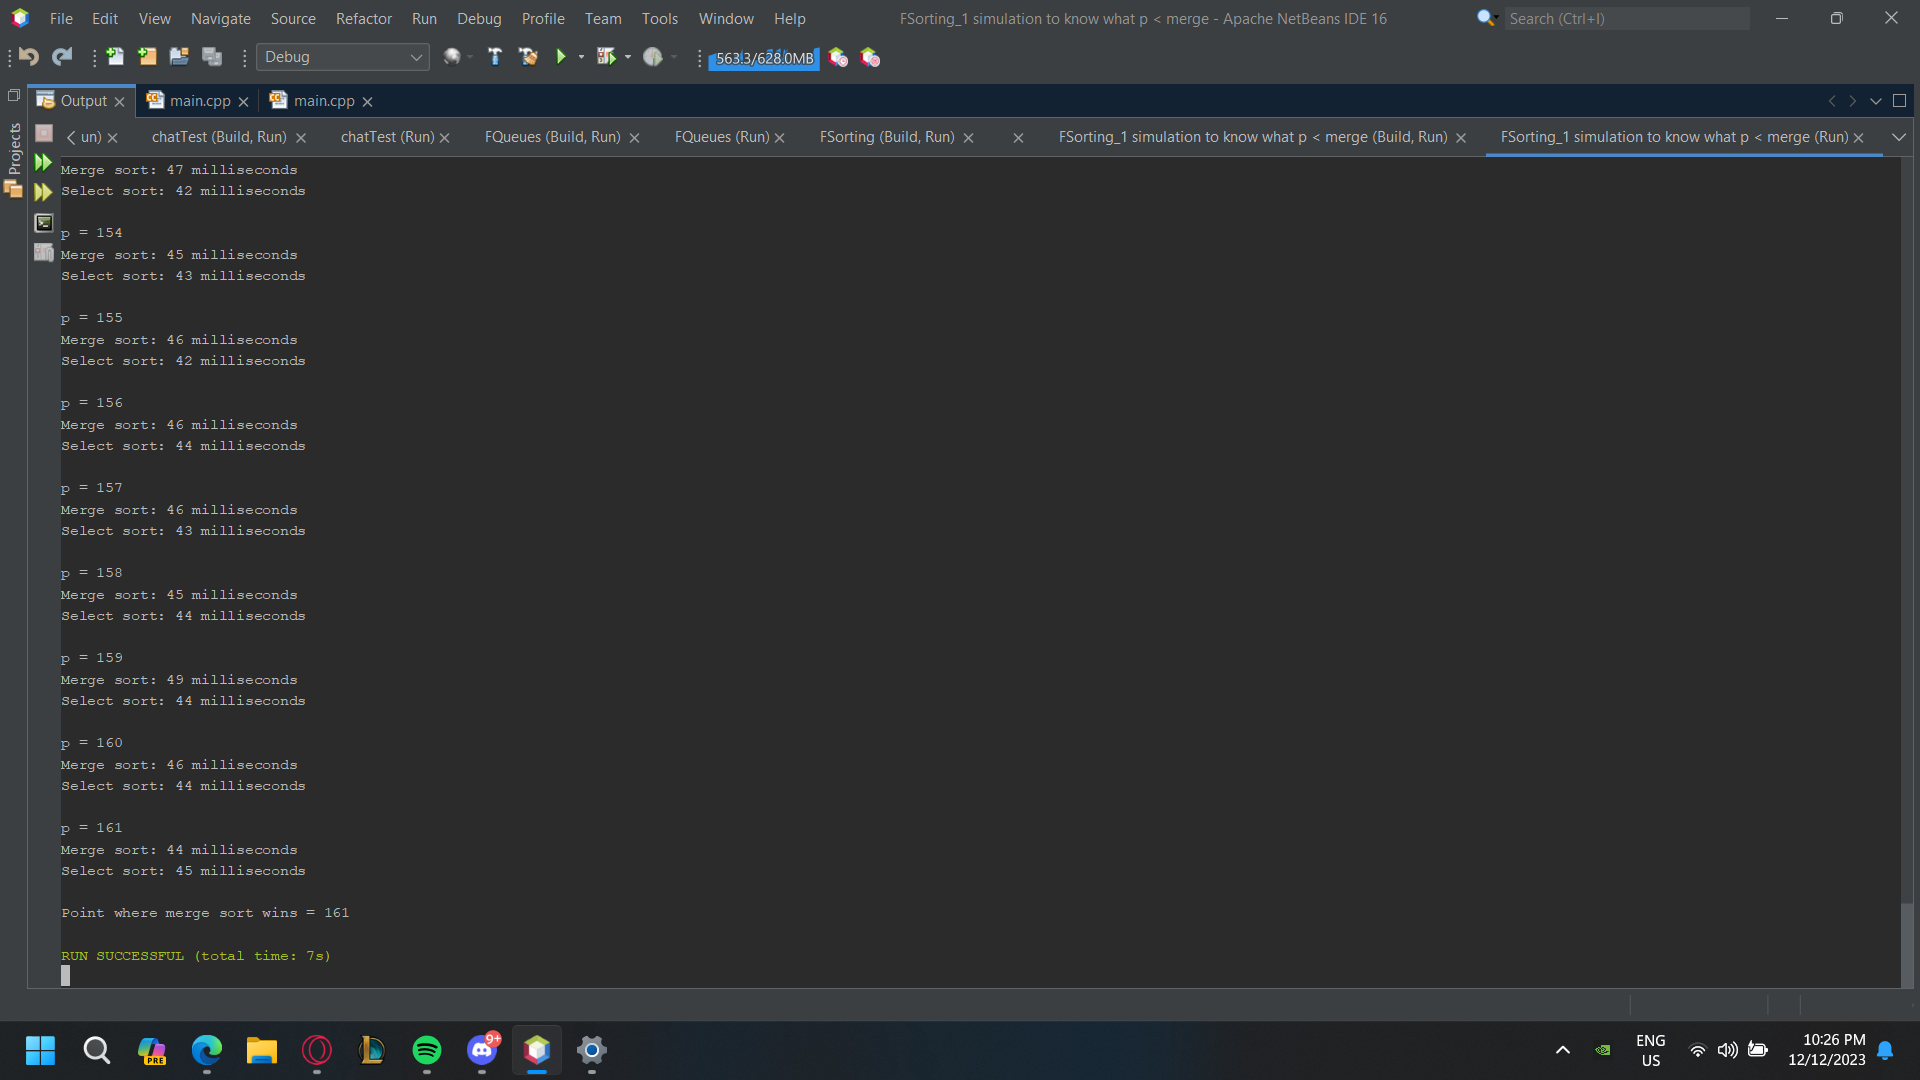 File Edit View Navigate Source Refactor Run Debug Profile Team Tools Window Help
FSorting_1 simulation to know what p < merge - Apache NetBeans IDE 16
Search (Ctrl+I)
Debug
563.3/628.0MB
Output
main.cpp
main.cpp
un)
chatTest (Build, Run)
chatTest (Run)
FQueues (Build, Run)
FQueues (Run)
FSorting (Build, Run)
FSorting_1 simulation to know what p < merge (Build, Run)
FSorting_1 simulation to know what p < merge (Run)
Projects
Merge sort: 47 milliseconds
Select sort: 42 milliseconds
p = 154
Merge sort: 45 milliseconds
Select sort: 43 milliseconds
p = 155
Merge sort: 46 milliseconds
Select sort: 42 milliseconds
p = 156
Merge sort: 46 milliseconds
Select sort: 44 milliseconds
p = 157
Merge sort: 46 milliseconds
Select sort: 43 milliseconds
p = 158
Merge sort: 45 milliseconds
Select sort: 44 milliseconds
p = 159
Merge sort: 49 milliseconds
Select sort: 44 milliseconds
p = 160
Merge sort: 46 milliseconds
Select sort: 44 milliseconds
p = 161
Merge sort: 44 milliseconds
Select sort: 45 milliseconds
Point where merge sort wins = 161
RUN SUCCESSFUL (total time: 7s)
PRE
9+
ENG
US
10:26 PM
12/12/2023